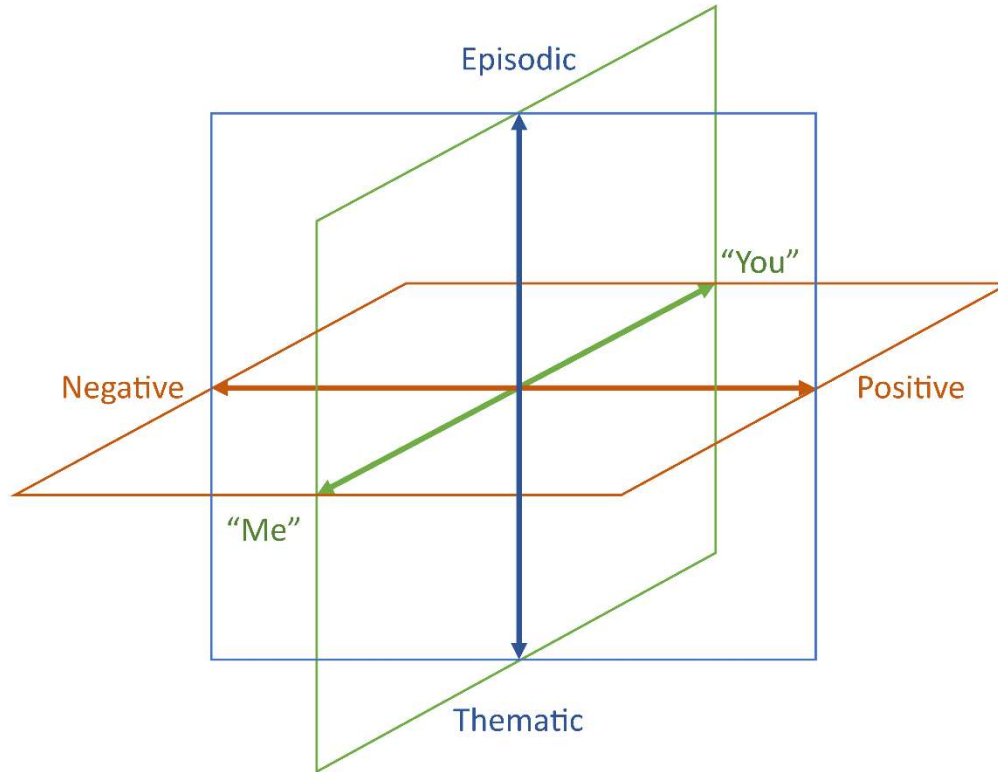 Episodic
“You”
Negative
Positive
“Me”
Thematic